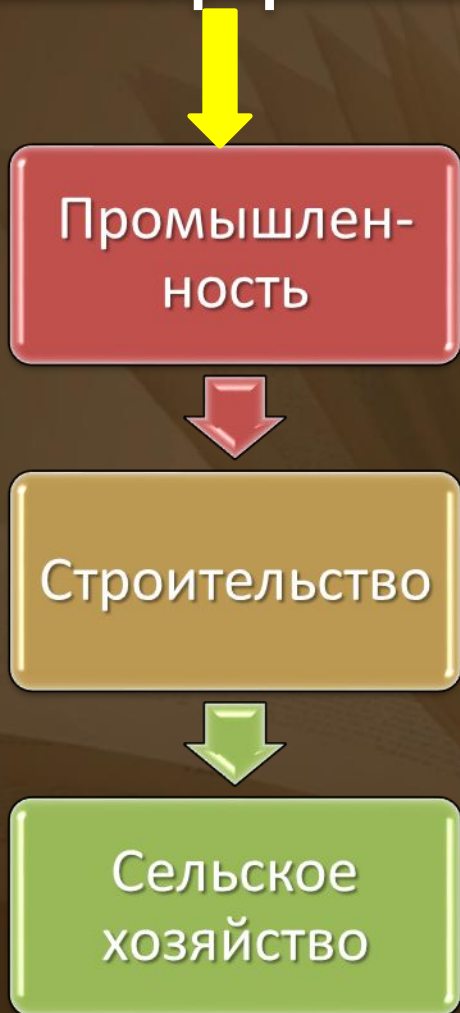 Промышлен-
ность
Строительство
Сельское
хозяйство